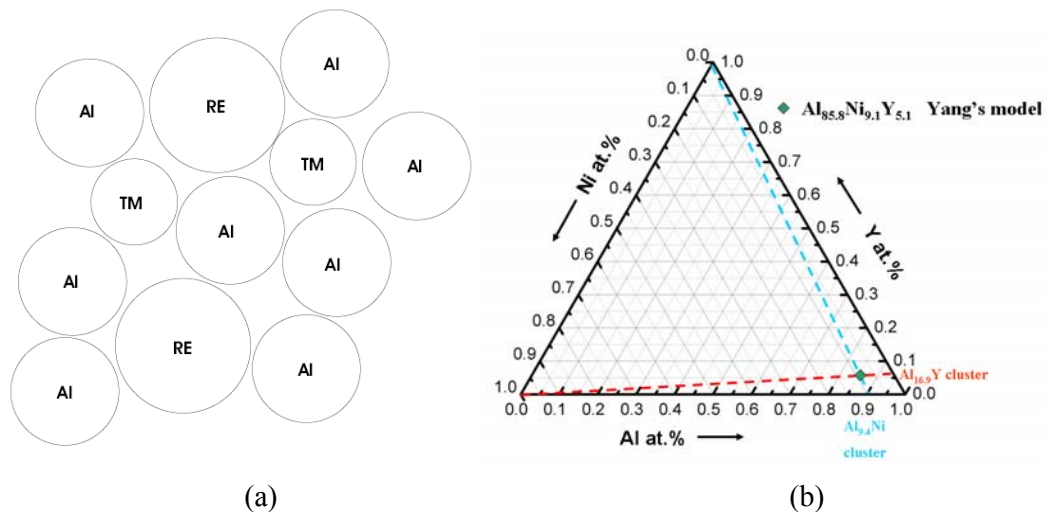 Al
RE
Al
Al
TM
TM
Al
Al
Al
Al
RE
Al
Al
(a)
Al85.8Ni9.1Y5.1 Yang's model
Ni at.%
0.0
0.1
0.2
0.3
0.4
0.5
0.6
0.7
0.8
0.9
1.0
Y at.%
1.0
0.9
0.8
0.7
0.6
0.5
0.4
0.3
0.2
0.1
0.0
Al16.9Y cluster
0.0 0.1 0.2 0.3 0.4 0.5 0.6 0.7 0.8 0.9 1.0
Al at.%
Al9.4Ni
cluster
(b)